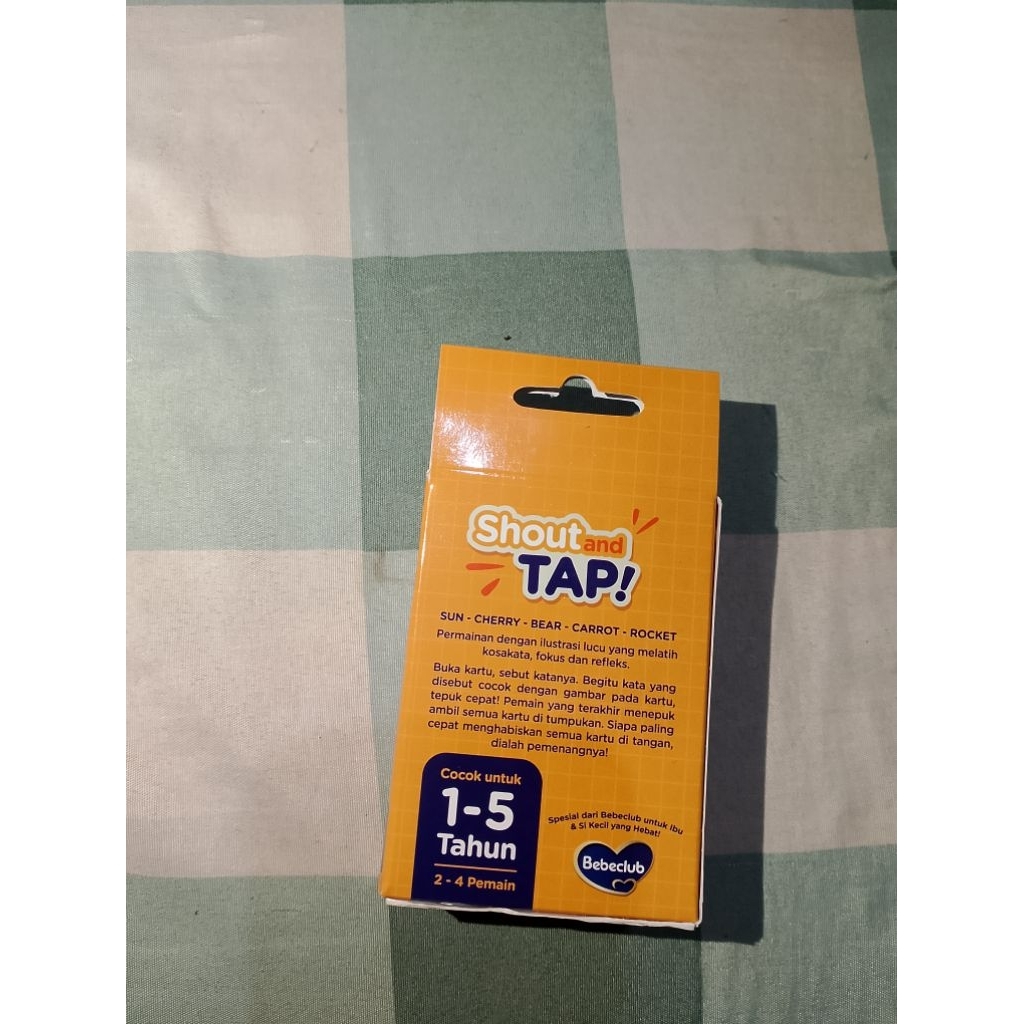 Shout and
TAP!
SUN - CHERRY - BEAR - CARROT - ROCKET
Permainan dengan ilustrasi lucu yang melatih
kosakata, fokus dan refleks.
Buka kartu, sebut katanya. Begitu kata yang
disebut cocok dengan gambar pada kartu,
tepuk cepat! Pemain yang terakhir menepuk
ambil semua kartu di tumpukan. Siapa paling
cepat menghabiskan semua kartu di tangan,
dialah pemenangnya!
Cocok untuk
1-5
Tahun
2 - 4 Pemain
Spesial dari Bebeclub untuk Ibu
& Si Kecil yang Hebat!
Bebeclub